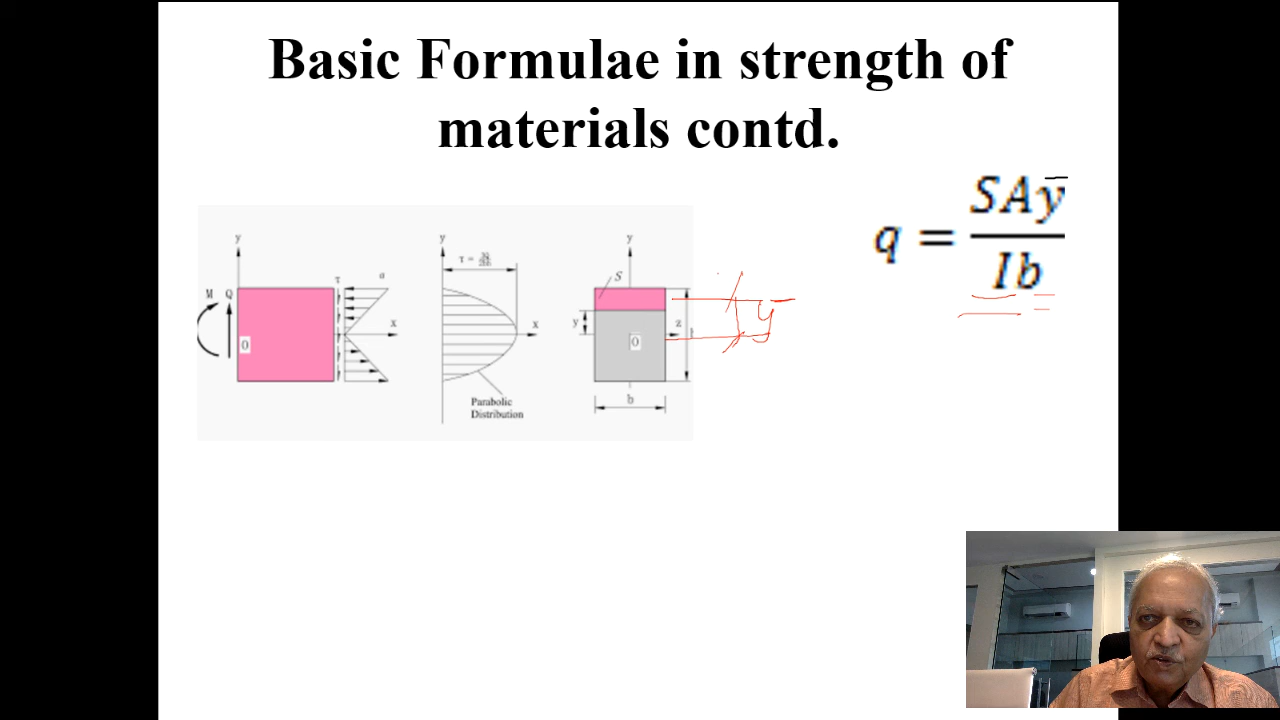 Basic Formulae in strength of
materials contd.
q = SAȳ / Ib
y
y
y
S
M Q
τ
σ
x
x
y
z
0
0
b
Parabolic
Distribution
ȳ